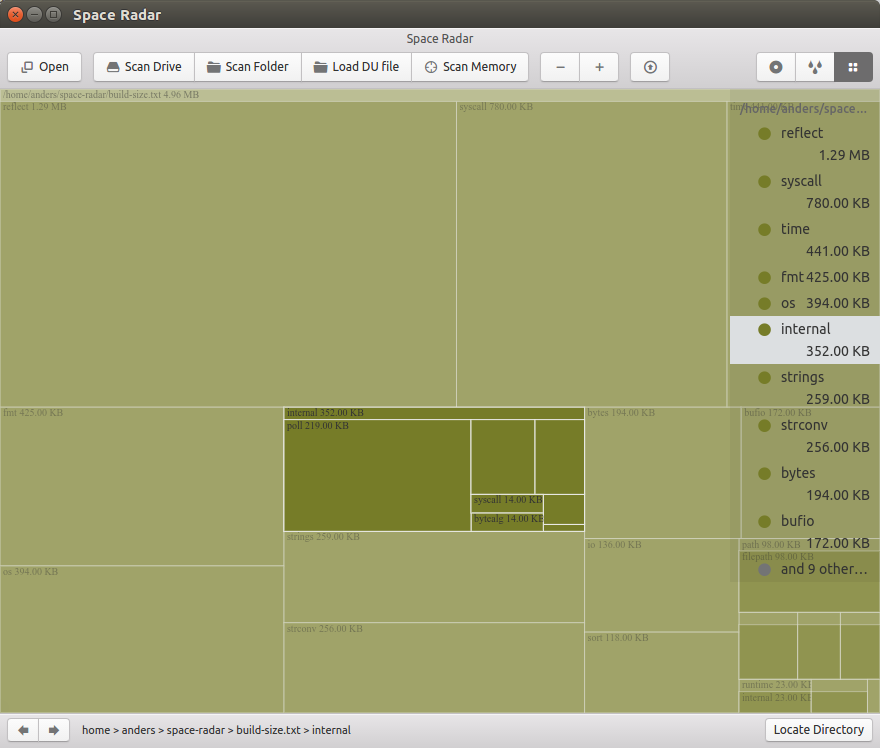 Space Radar
Space Radar
Open
Scan Drive
Scan Folder
Load DU file
Scan Memory
/home/anders/space-radar/build-size.txt 4.96 MB
reflect 1.29 MB
syscall 780.00 KB
/home/anders/space...
reflect
1.29 MB
syscall
780.00 KB
time
441.00 KB
fmt 425.00 KB
os 394.00 KB
internal
352.00 KB
strings
259.00 KB
strconv
256.00 KB
bytes
194.00 KB
bufio
172.00 KB
and 9 other...
fmt 425.00 KB
internal 352.00 KB
poll 219.00 KB
syscall 14.00 KB
bytealg 14.00 KB
bytes 194.00 KB
bufio 172.00 KB
strings 259.00 KB
io 136.00 KB
path 98.00 KB
filepath 98.00 KB
os 394.00 KB
strconv 256.00 KB
sort 118.00 KB
runtime 23.00 KB
internal 23.00 KB
home > anders > space-radar > build-size.txt > internal
Locate Directory